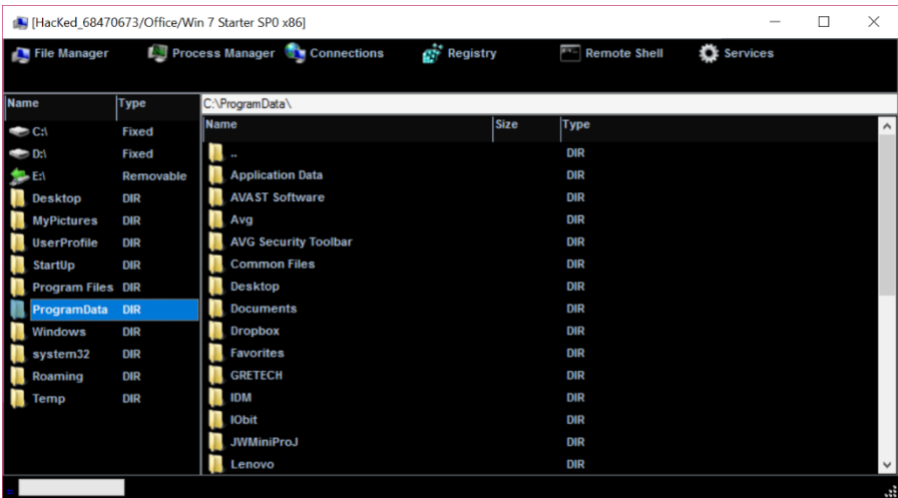 [HacKed_68470673/Office/Win 7 Starter SP0 x86]
File Manager Process Manager Connections Registry Remote Shell Services
Name Type C:\ProgramData\
Name Size Type
C:\ Fixed
.. DIR
D:\ Fixed
Application Data DIR
E:\ Removable
AVAST Software DIR
Desktop DIR
Avg DIR
MyPictures DIR
AVG Security Toolbar DIR
UserProfile DIR
Common Files DIR
StartUp DIR
Desktop DIR
Program Files DIR
Documents DIR
ProgramData DIR
Dropbox DIR
Windows DIR
Favorites DIR
system32 DIR
GRETECH DIR
Roaming DIR
IDM DIR
Temp DIR
IObit DIR
JWMiniProJ DIR
Lenovo DIR